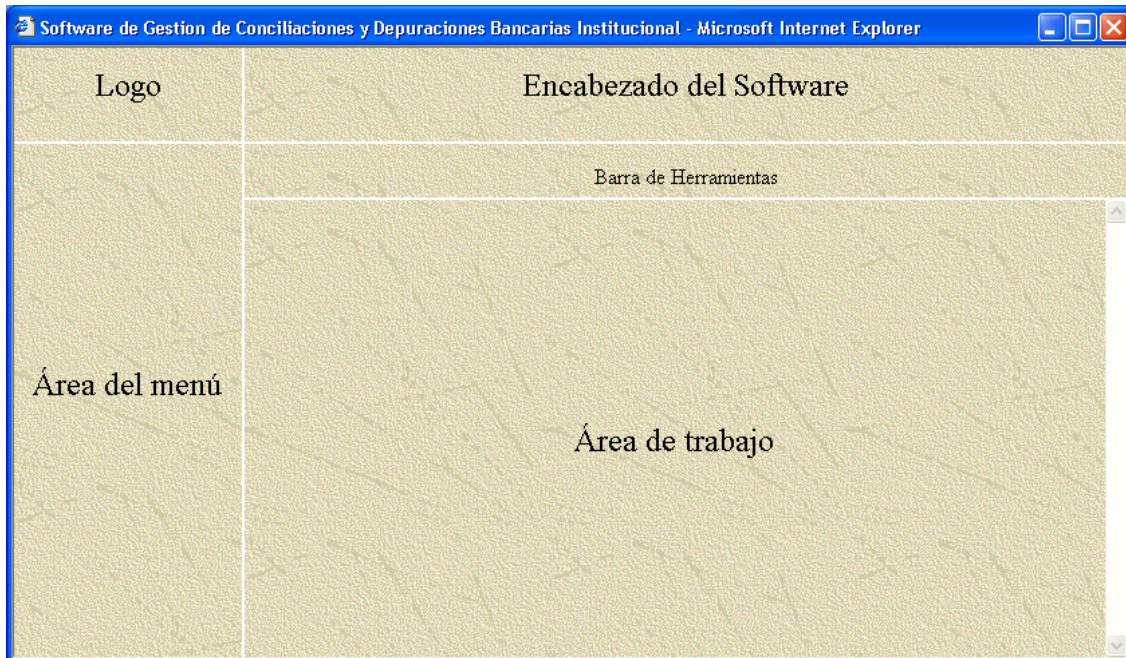 Software de Gestion de Conciliaciones y Depuraciones Bancarias Institucional - Microsoft Internet Explorer
Logo
Encabezado del Software
Barra de Herramientas
Área del menú
Área de trabajo